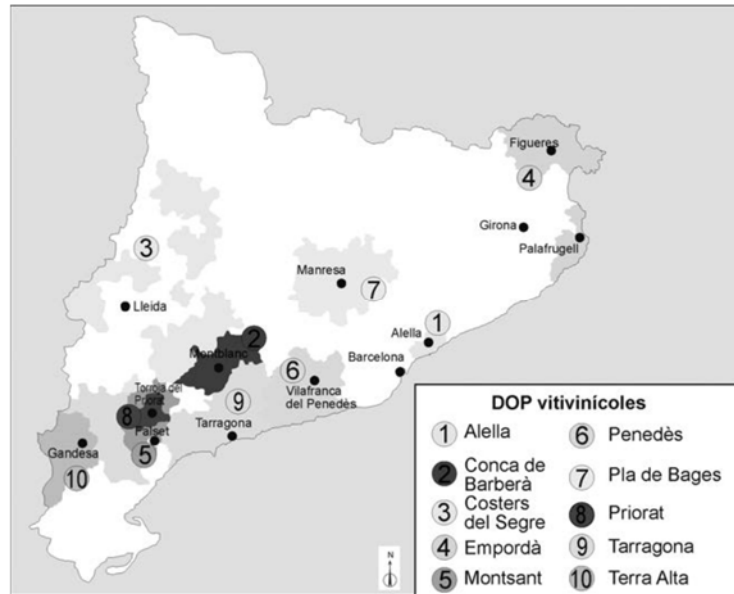 Figueres
4
Girona
Palafrugell
3
Manresa
7
Lleida
1
Alella
2
Montblanc
Barcelona
6
Vilafranca
del Penedès
Torroja del
Priorat
8
9
Falset
Tarragona
Gandesa
5
10
N
DOP vitivinícoles
1 Alella
2 Conca de
Barberà
3 Costers
del Segre
4 Empordà
5 Montsant
6 Penedès
7 Pla de Bages
8 Priorat
9 Tarragona
10 Terra Alta